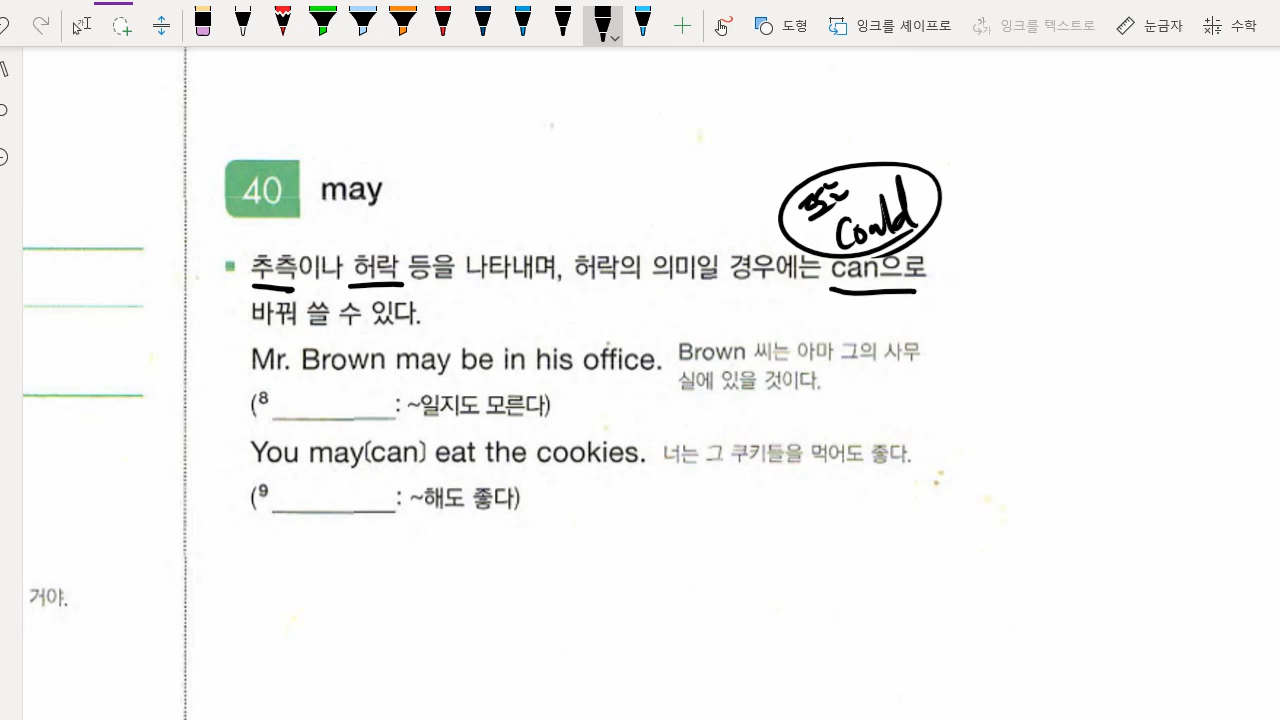 도형
잉크를 셰이프로
잉크를 텍스트로
눈금자
수학
40 may
또는
Could
추측이나 허락 등을 나타내며, 허락의 의미일 경우에는 can으로
바꿔 쓸 수 있다.
Mr. Brown may be in his office. Brown 씨는 아마 그의 사무
실에 있을 것이다.
(8 __________ : ~일지도 모른다)
You may(can) eat the cookies. 너는 그 쿠키들을 먹어도 좋다.
(9 __________ : ~해도 좋다)
거야.